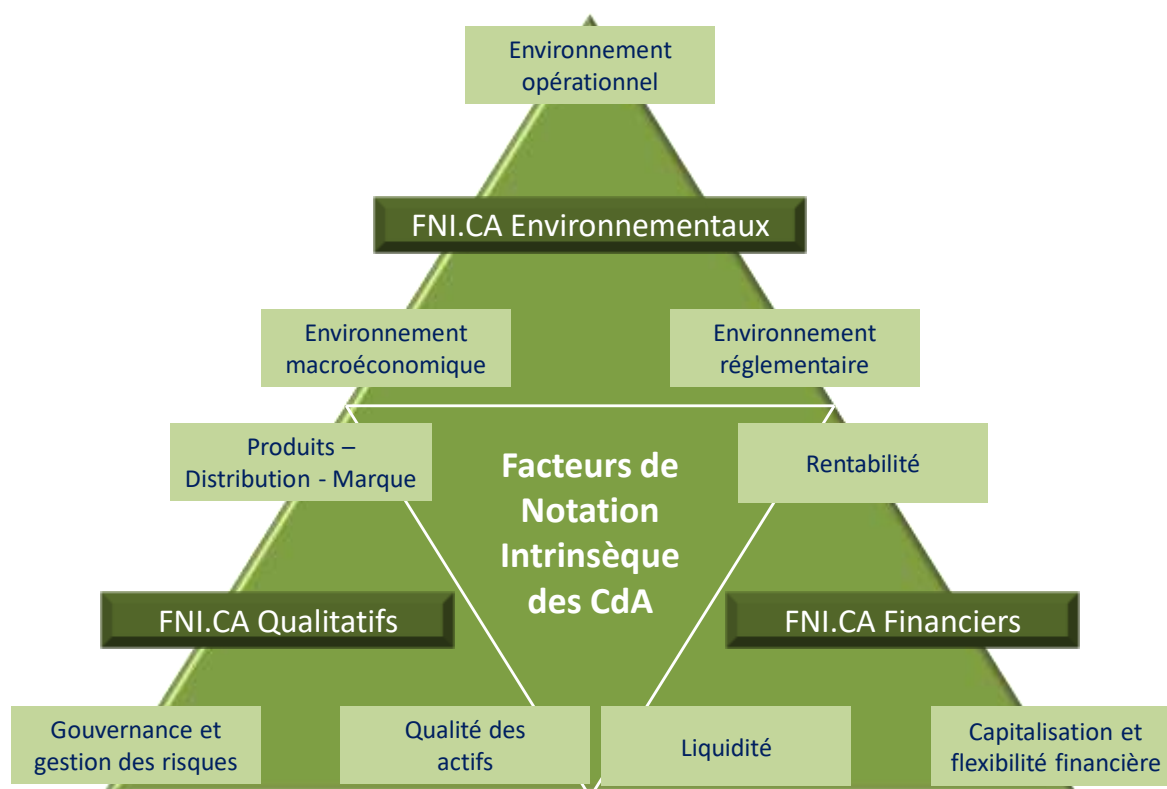 Environnement
opérationnel
FNI.CA Environnementaux
Environnement
macroéconomique
Environnement
réglementaire
Produits –
Distribution - Marque
Facteurs de
Notation
Intrinsèque
des CdA
Rentabilité
FNI.CA Qualitatifs
FNI.CA Financiers
Gouvernance et
gestion des risques
Qualité des
actifs
Liquidité
Capitalisation et
flexibilité financière